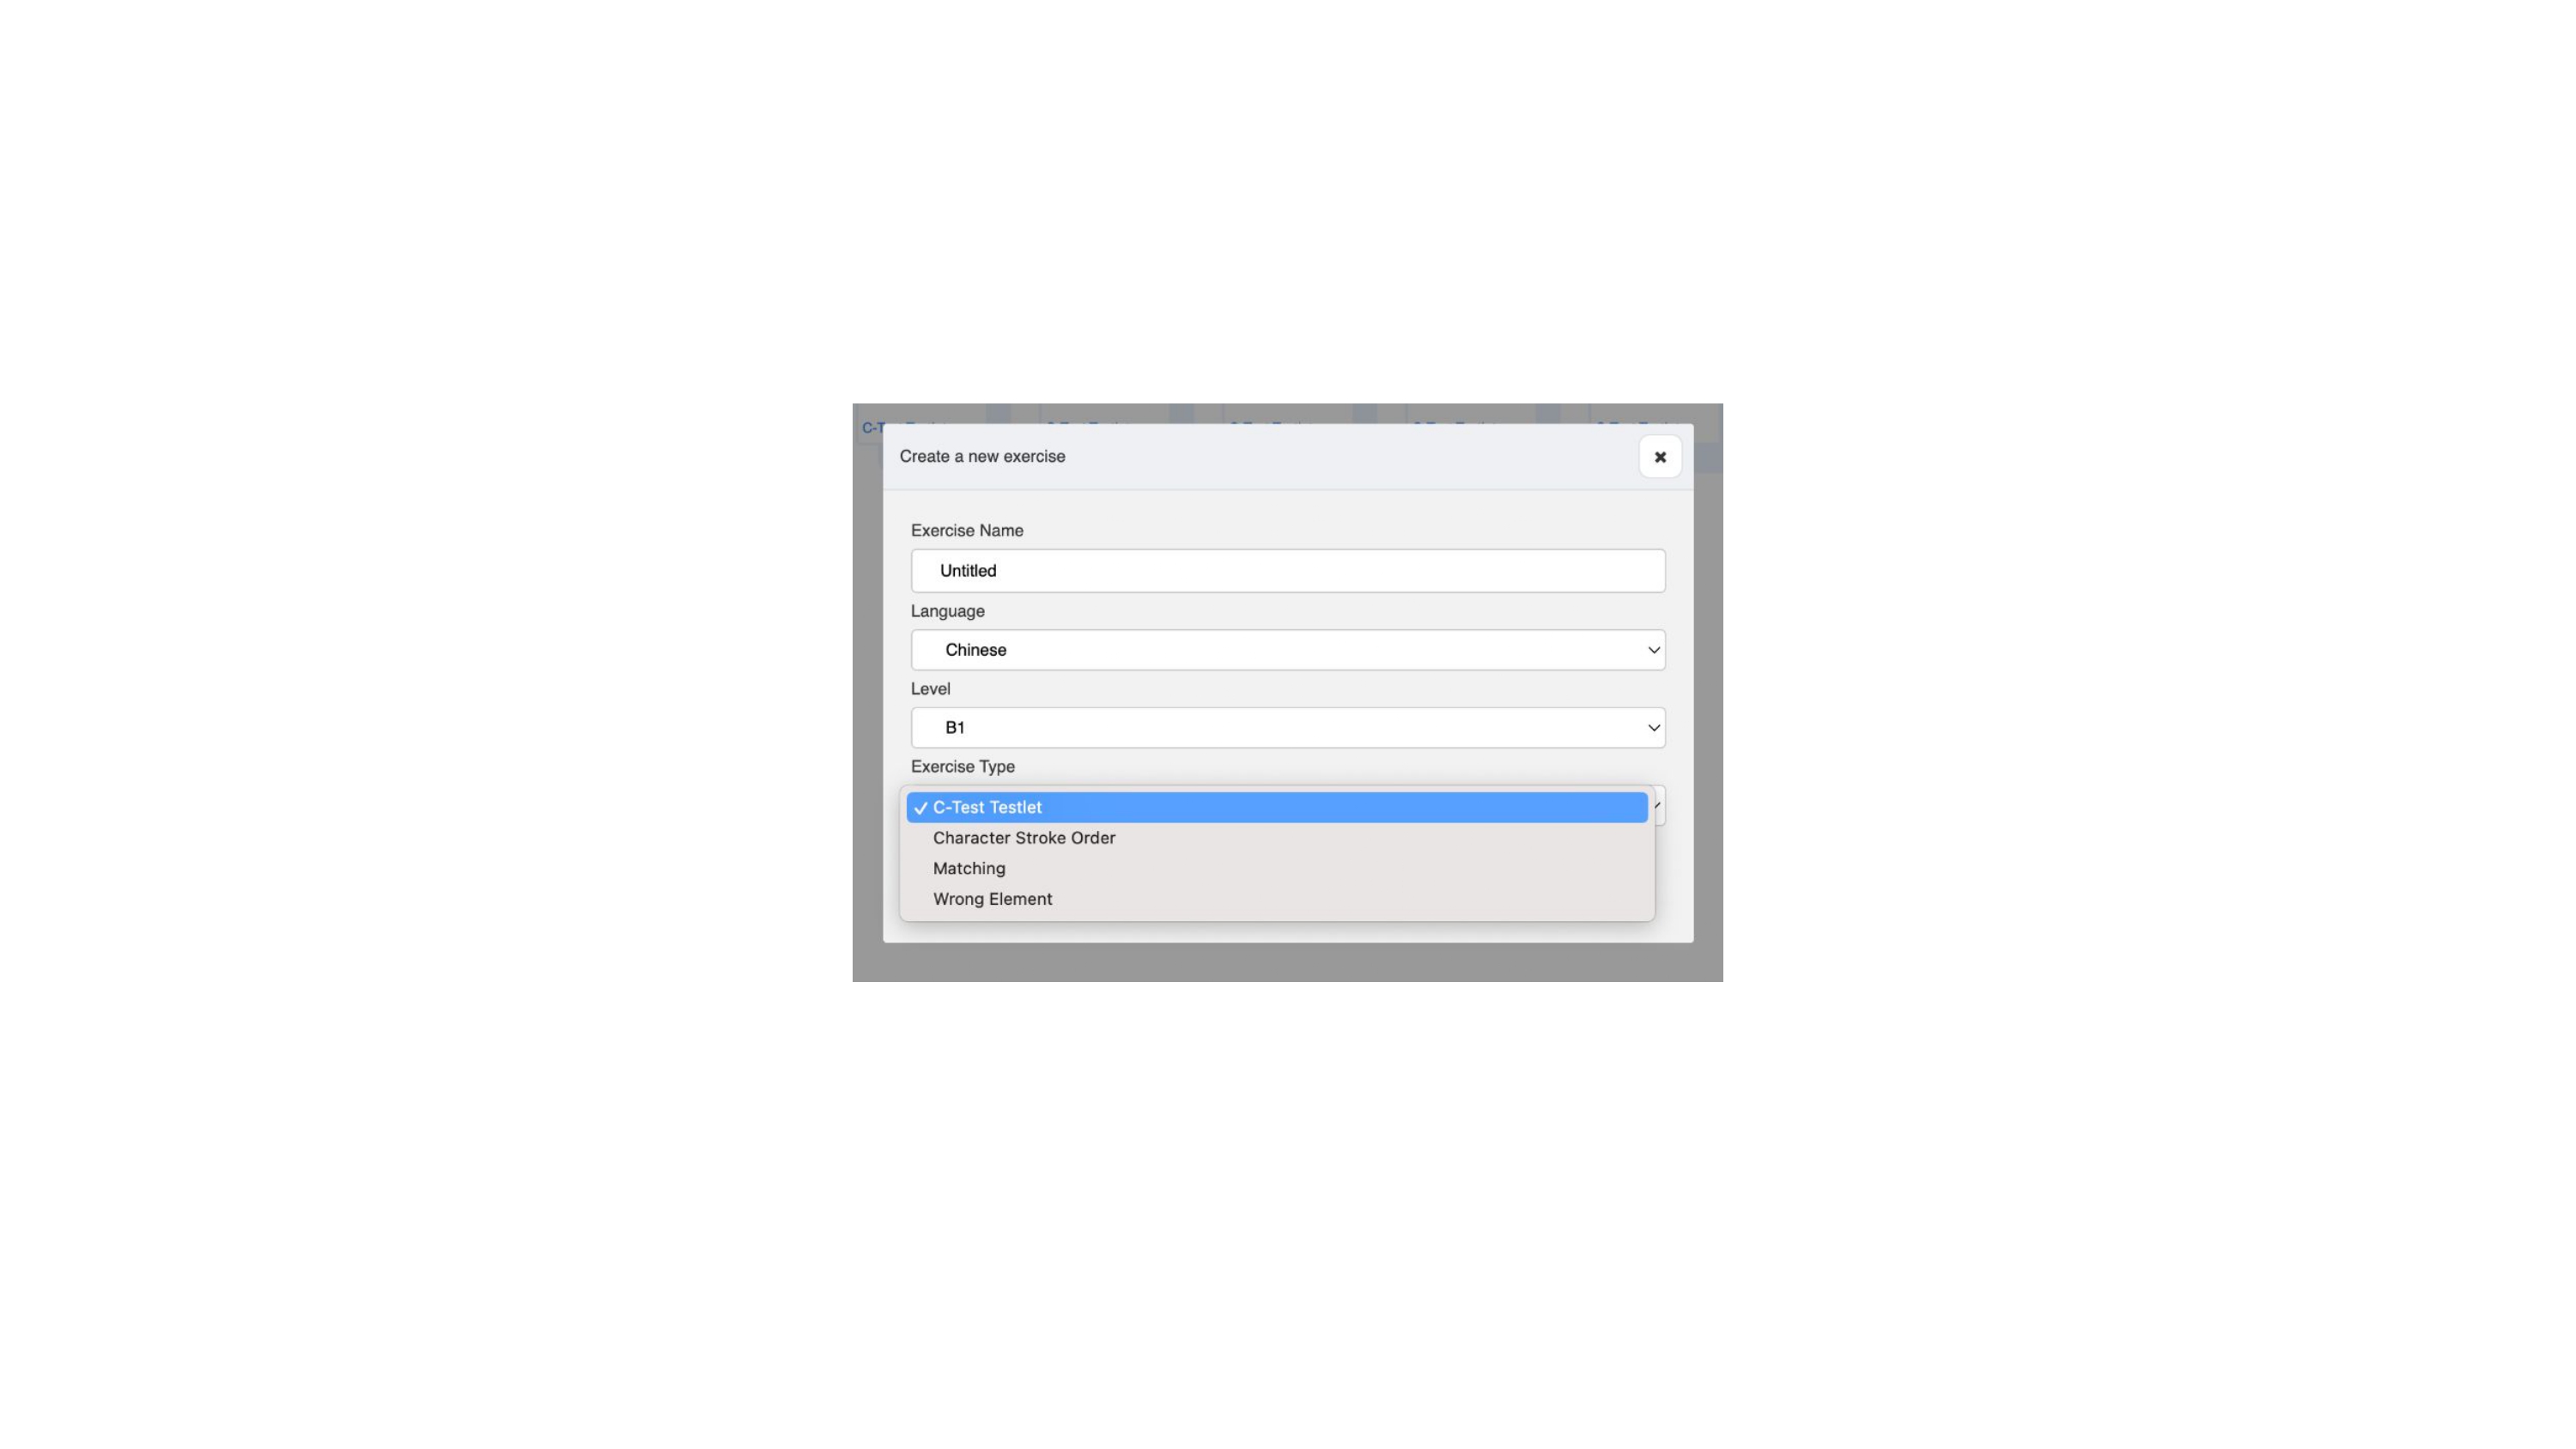 Create a new exercise
Exercise Name
Untitled
Language
Chinese
Level
B1
Exercise Type
C-Test Testlet
Character Stroke Order
Matching
Wrong Element